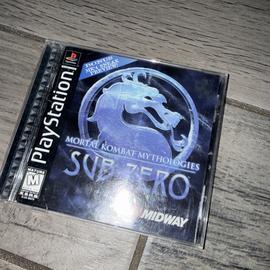 PlayStation
MORTAL KOMBAT MYTHOLOGIES
SUB-ZERO
MATURE
M
MIDWAY